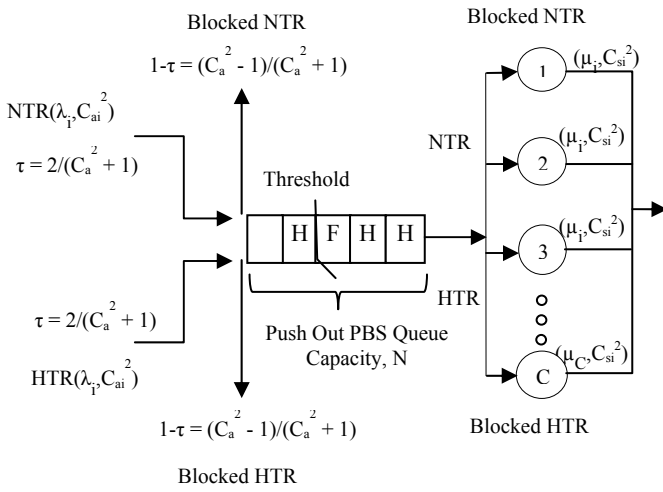 Blocked NTR
1-τ = (Cₐ² - 1)/(Cₐ² + 1)
NTR(λᵢ,Cₐᵢ²)
τ = 2/(Cₐ² + 1)
Threshold
H F H H
τ = 2/(Cₐ² + 1)
HTR(λᵢ,Cₐᵢ²)
Push Out PBS Queue
Capacity, N
1-τ = (Cₐ² - 1)/(Cₐ² + 1)
Blocked HTR
Blocked NTR
NTR
HTR
1 (μᵢ,Cₛᵢ²)
2 (μᵢ,Cₛᵢ²)
3 (μᵢ,Cₛᵢ²)
C (μ_C,Cₛᵢ²)
Blocked HTR